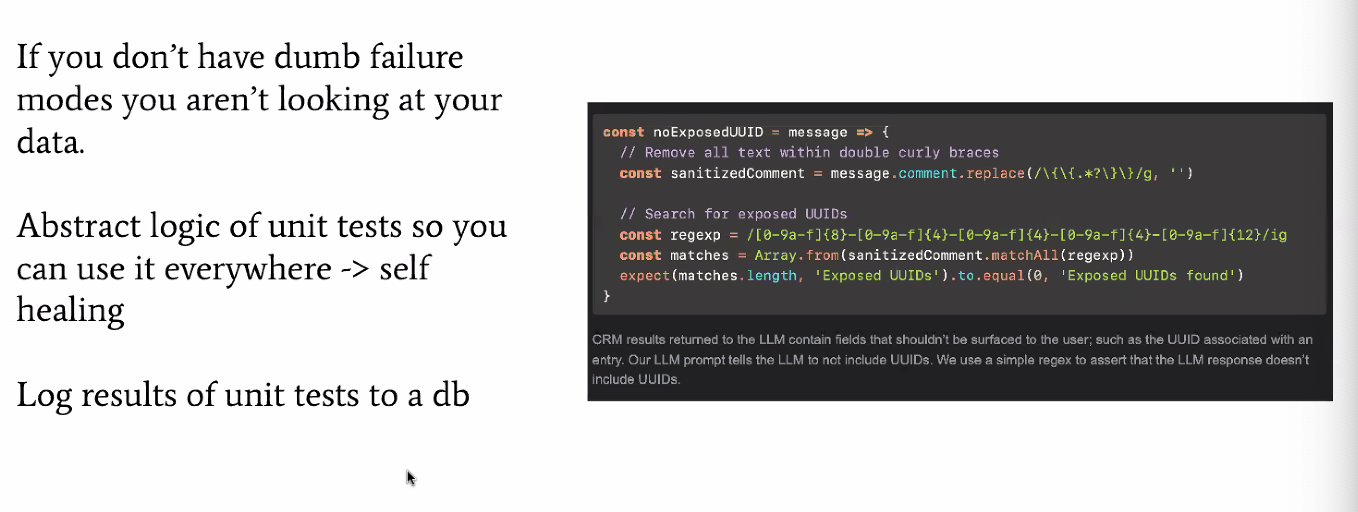 If you don’t have dumb failure
modes you aren’t looking at your
data.
Abstract logic of unit tests so you
can use it everywhere -> self
healing
Log results of unit tests to a db
const noExposedUUID = message => {
  // Remove all text within double curly braces
  const sanitizedComment = message.comment.replace(/\{\{.*?\}\}/g, '')
  // Search for exposed UUIDs
  const regexp = /[0-9a-f]{8}-[0-9a-f]{4}-[0-9a-f]{4}-[0-9a-f]{4}-[0-9a-f]{12}/ig
  const matches = Array.from(sanitizedComment.matchAll(regexp))
  expect(matches.length, 'Exposed UUIDs').to.equal(0, 'Exposed UUIDs found')
}
CRM results returned to the LLM contain fields that shouldn't be surfaced to the user; such as the UUID associated with an
entry. Our LLM prompt tells the LLM to not include UUIDs. We use a simple regex to assert that the LLM response doesn't
include UUIDs.